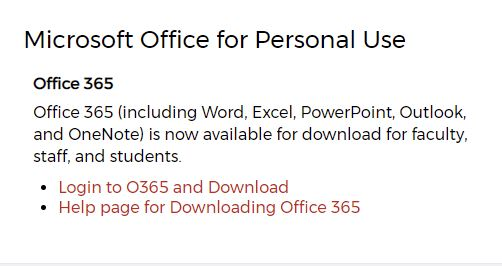 Microsoft Office for Personal Use
Office 365
Office 365 (including Word, Excel, PowerPoint, Outlook,
and OneNote) is now available for download for faculty,
staff, and students.
Login to O365 and Download
Help page for Downloading Office 365